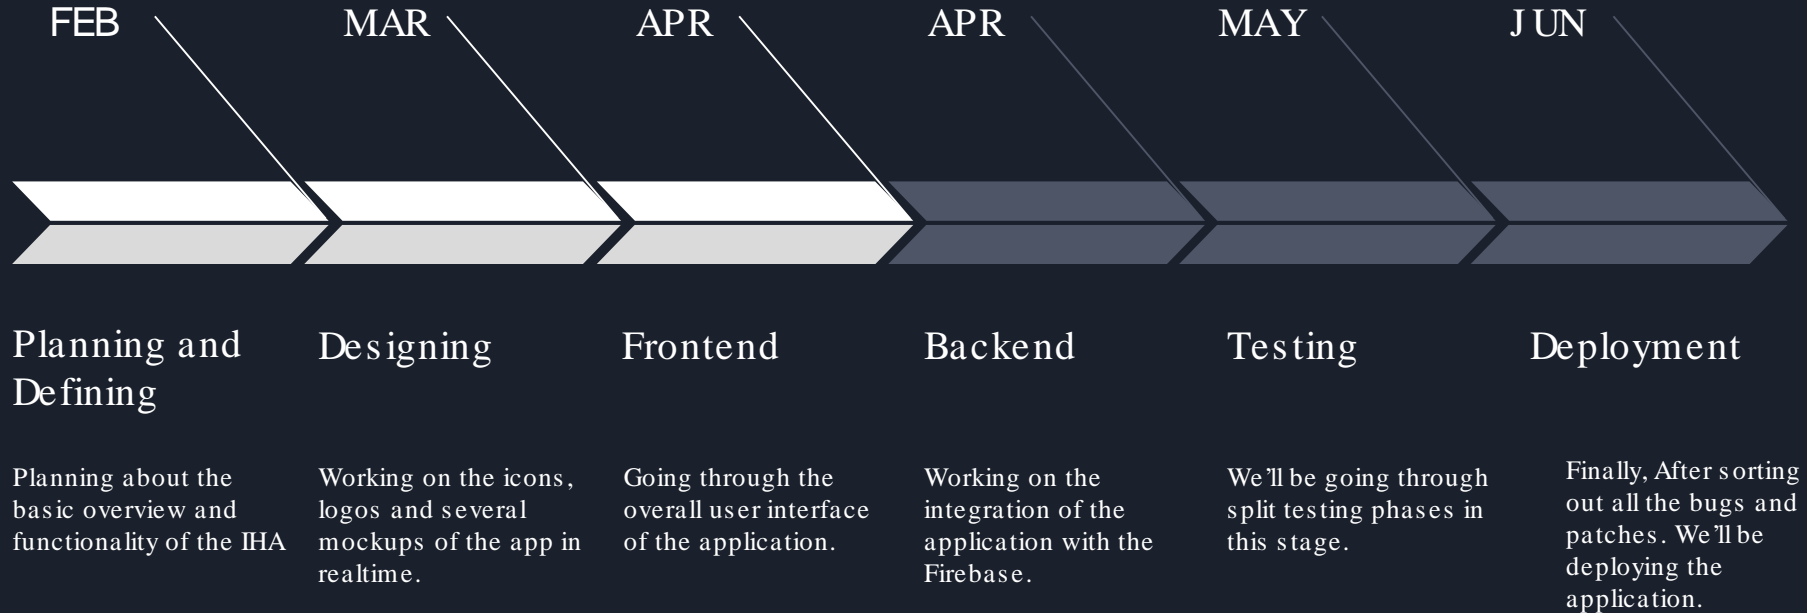 FEB
MAR
APR
APR
MAY
JUN
Planning and
Defining
Designing
Frontend
Backend
Testing
Deployment
Planning about the
basic overview and
functionality of the IHA
Working on the icons,
logos and several
mockups of the app in
realtime.
Going through the
overall user interface
of the application.
Working on the
integration of the
application with the
Firebase.
We’ll be going through
split testing phases in
this stage.
Finally, After sorting
out all the bugs and
patches. We’ll be
deploying the
application.